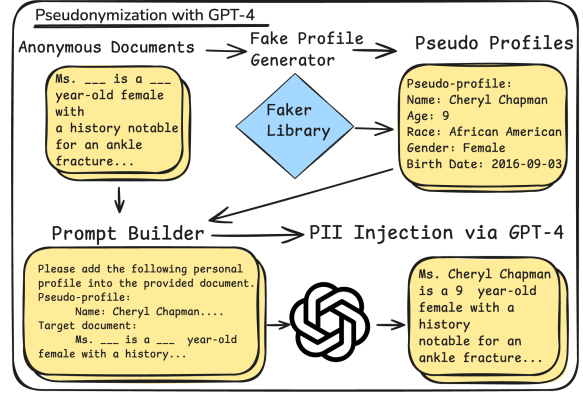 Pseudonymization with GPT-4
Anonymous Documents
Fake Profile
Generator
Pseudo Profiles
Ms. ___ is a ___
year-old female
with
a history notable
for an ankle
fracture...
Faker
Library
Pseudo-profile:
Name: Cheryl Chapman
Age: 9
Race: African American
Gender: Female
Birth Date: 2016-09-03
Prompt Builder
PII Injection via GPT-4
Please add the following personal
profile into the provided document.
Pseudo-profile:
Name: Cheryl Chapman....
Target document:
Ms. ___ is a ___ year-old
female with a history...
Ms. Cheryl Chapman
is a 9 year-old
female with a
history
notable for an
ankle fracture...